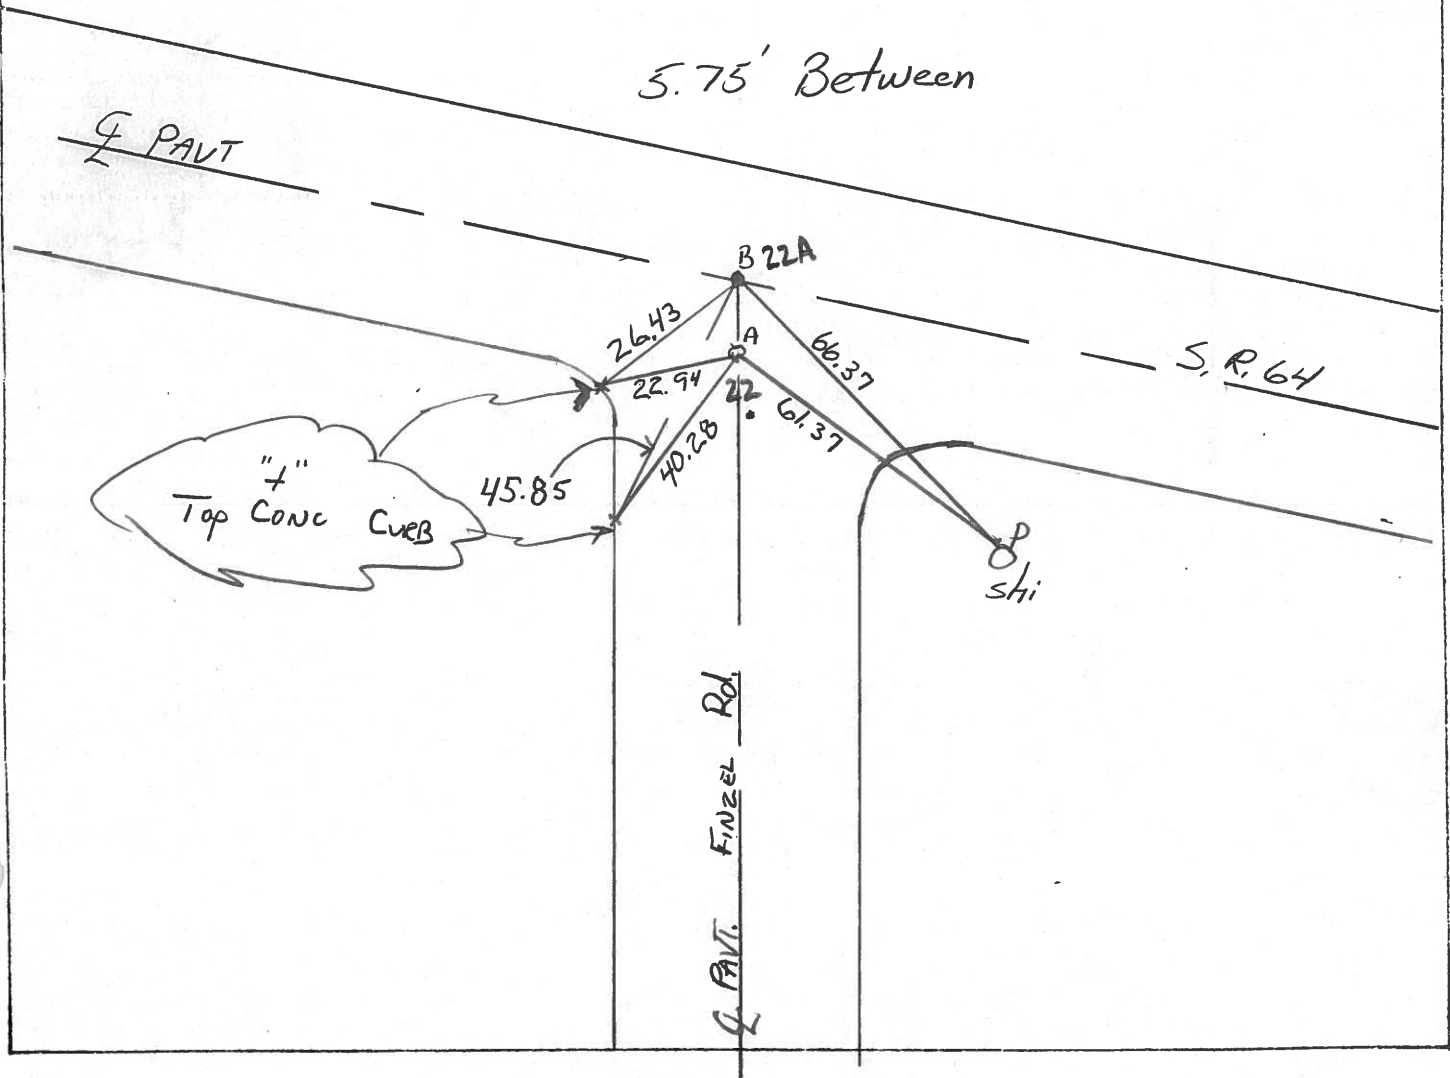 5.75' Between
℄ PAVT
B 22A
A
26.43
22.94
22
66.37
61.37
S.R. 64
40.28
45.85
"+"
Top CONC CURB
P
shi
℄ PAVT. FINZEL Rd.